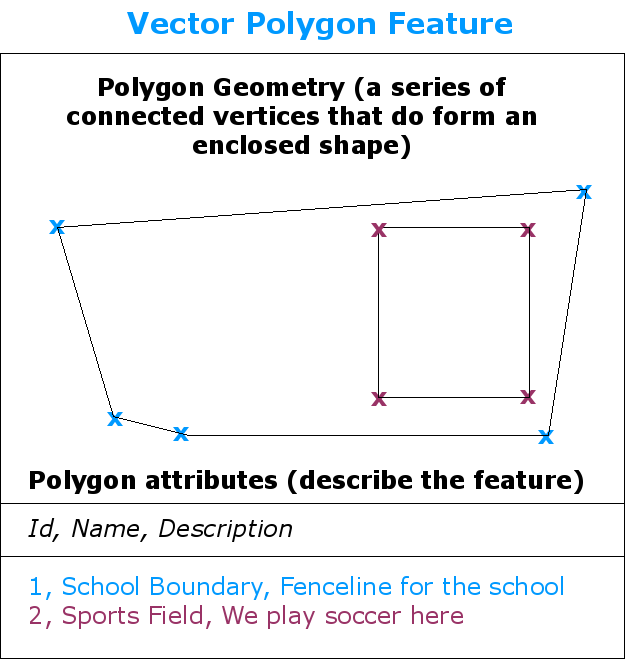 Vector Polygon Feature
Polygon Geometry (a series of
connected vertices that do form an
enclosed shape)
x
x
x
x
x
x
x
x
x
Polygon attributes (describe the feature)
Id, Name, Description
1, School Boundary, Fenceline for the school
2, Sports Field, We play soccer here